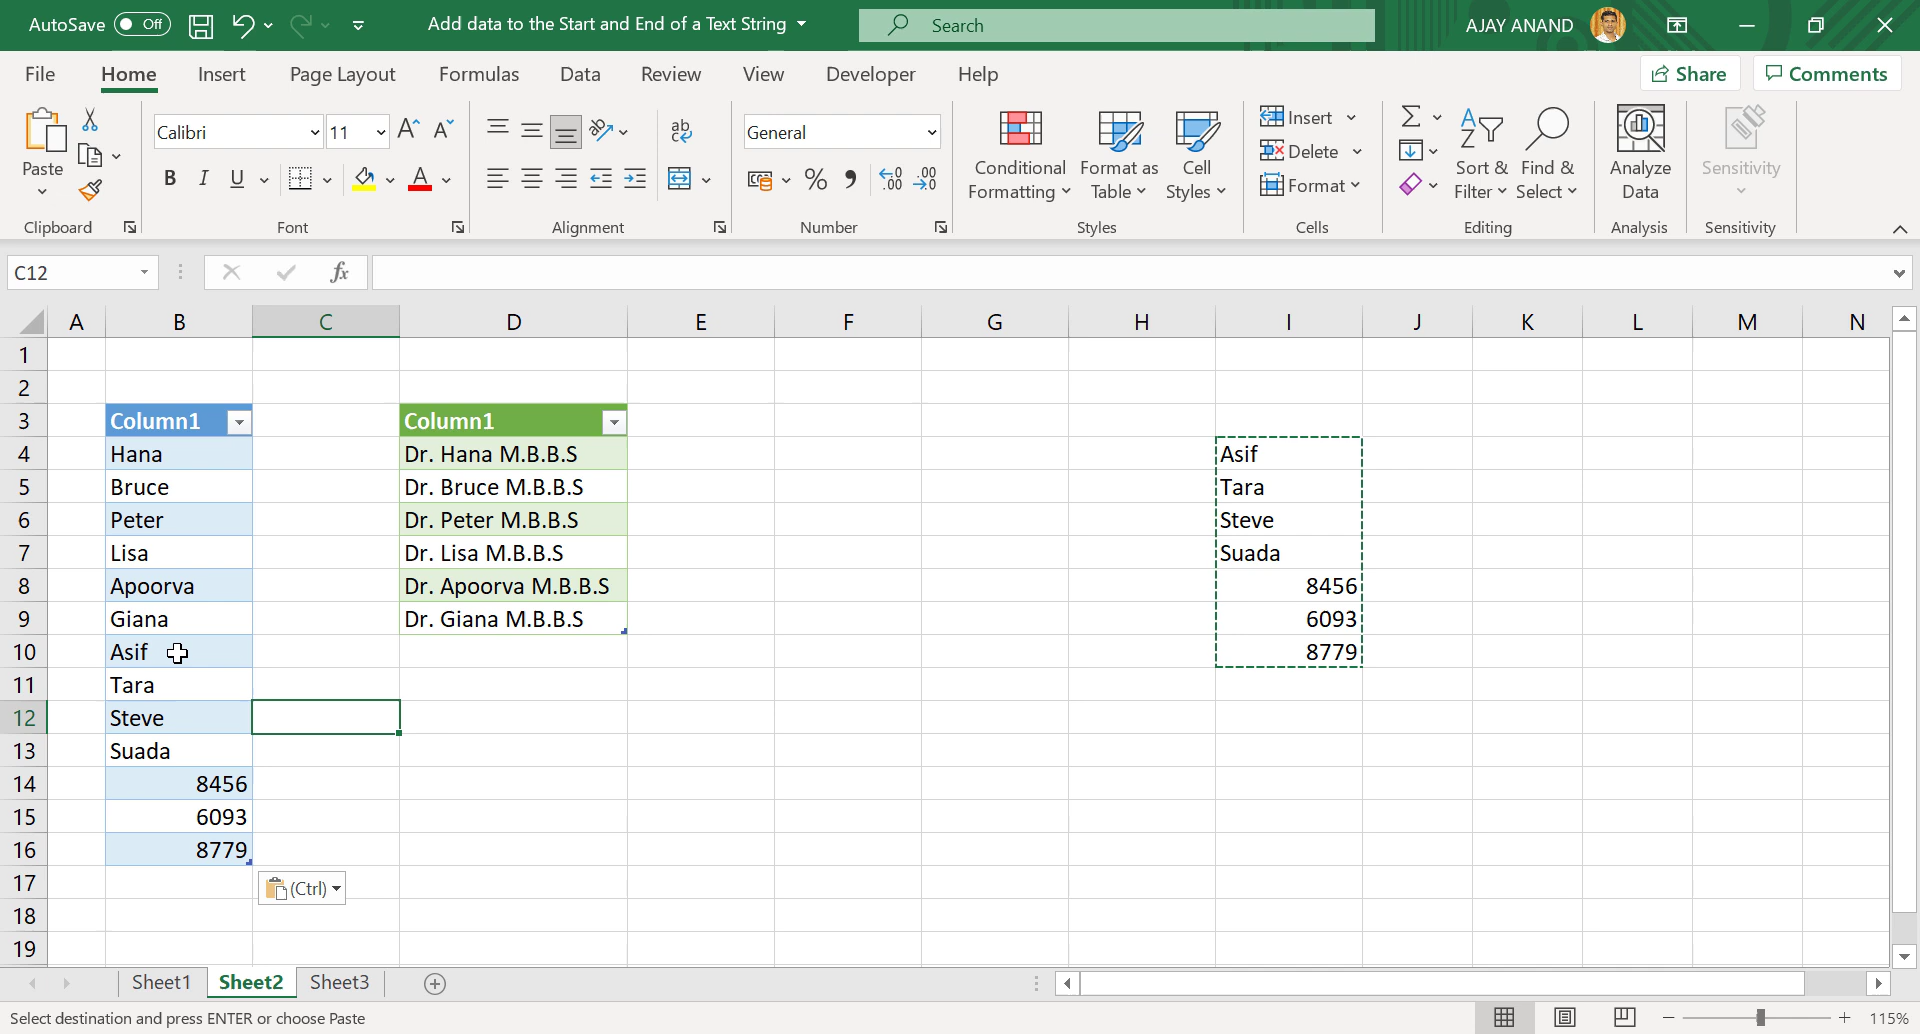 AutoSave Off Add data to the Start and End of a Text String Search AJAY ANAND
File Home Insert Page Layout Formulas Data Review View Developer Help Share Comments
Paste
Clipboard
Calibri 11
B I U A
Font
ab
Alignment
General
% 9 .00 .00
Number
Conditional Formatting
Format as Table
Cell Styles
Styles
Insert
Delete
Format
Cells
Sort & Filter
Find & Select
Editing
Analyze Data
Analysis
Sensitivity
Sensitivity
C12 fx
A B C D E F G H I J K L M N
1
2
3 Column1 Column1
4 Hana Dr. Hana M.B.B.S Asif
5 Bruce Dr. Bruce M.B.B.S Tara
6 Peter Dr. Peter M.B.B.S Steve
7 Lisa Dr. Lisa M.B.B.S Suada
8 Apoorva Dr. Apoorva M.B.B.S 8456
9 Giana Dr. Giana M.B.B.S 6093
10 Asif 8779
11 Tara
12 Steve
13 Suada
14 8456
15 6093
16 8779
17 (Ctrl)
18
19
Sheet1 Sheet2 Sheet3
Select destination and press ENTER or choose Paste 115%